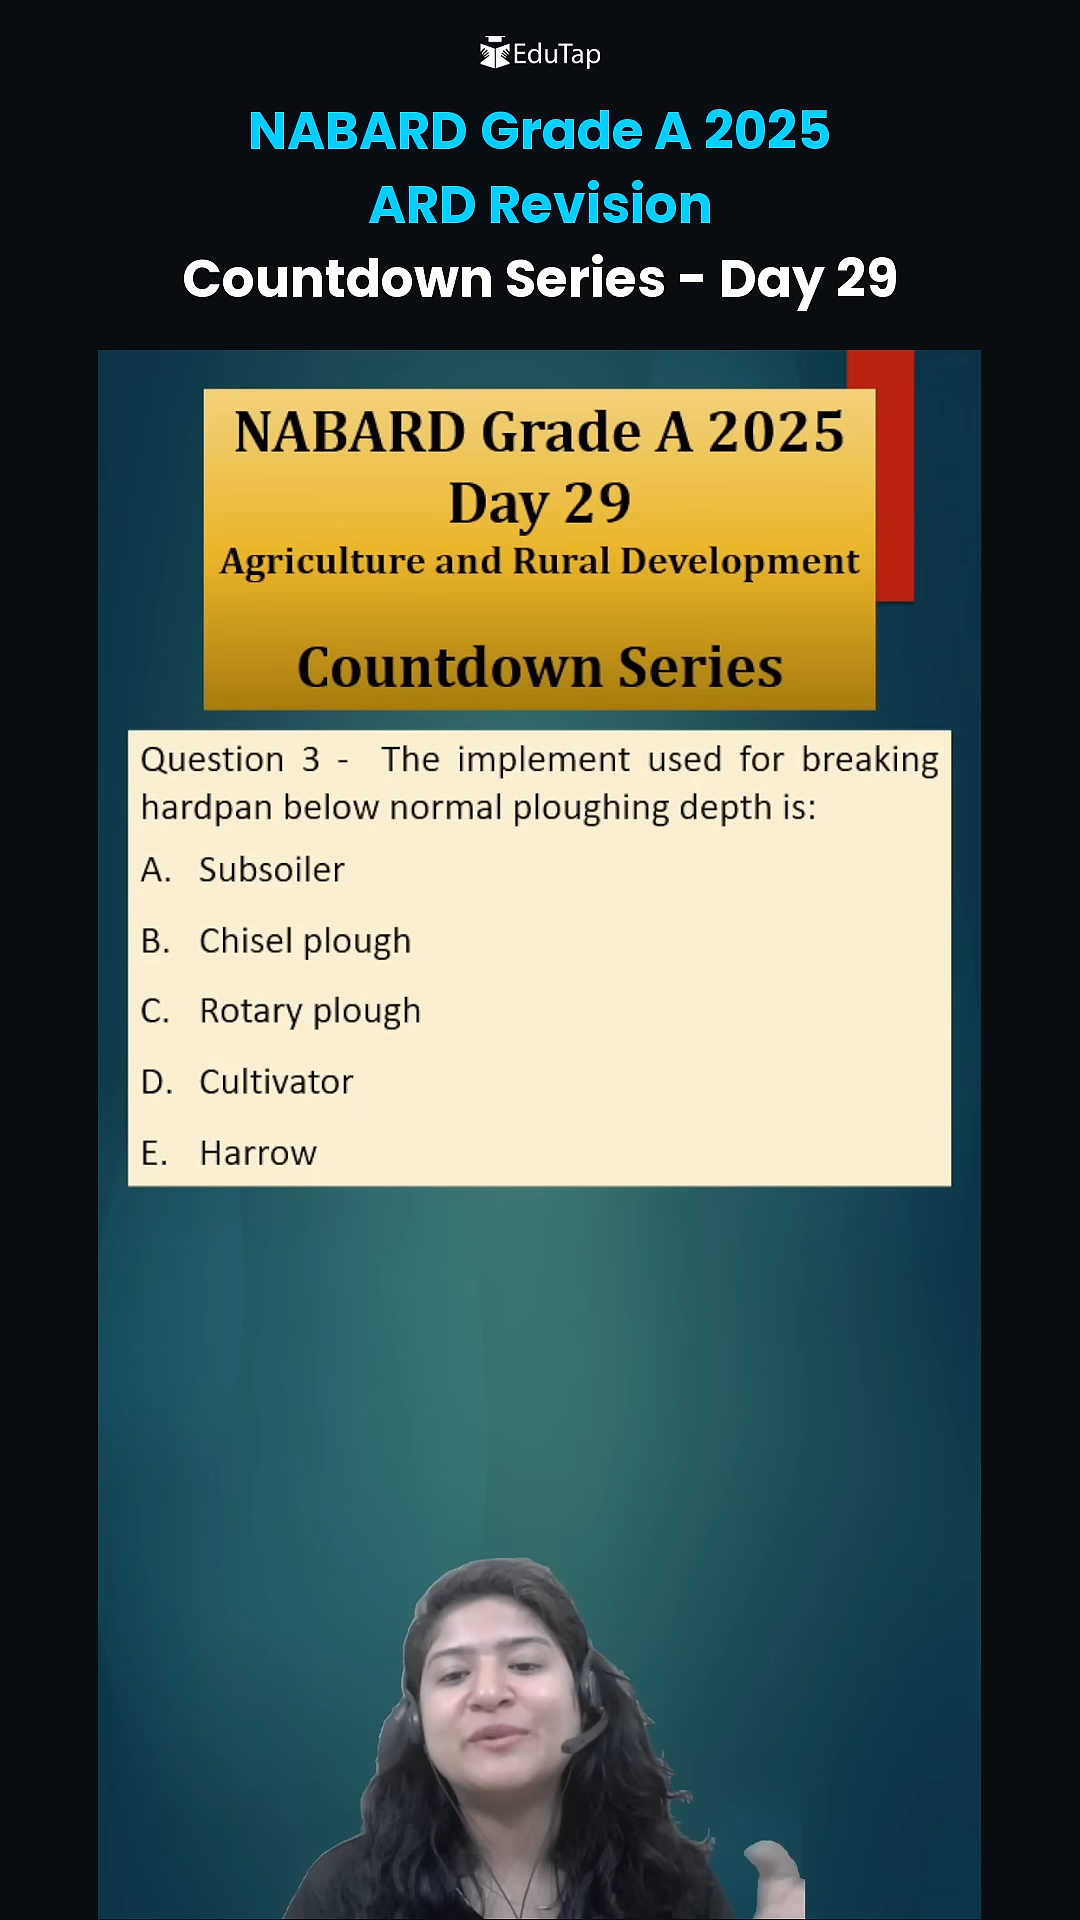 EduTap
NABARD Grade A 2025
ARD Revision
Countdown Series - Day 29
NABARD Grade A 2025
Day 29
Agriculture and Rural Development
Countdown Series
Question 3 - The implement used for breaking
hardpan below normal ploughing depth is:
A. Subsoiler
B. Chisel plough
C. Rotary plough
D. Cultivator
E. Harrow